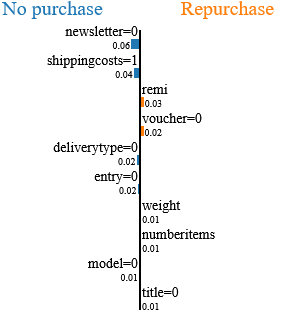 No purchase Repurchase
newsletter=0
0.06
shippingcosts=1
0.04
remi
0.03
voucher=0
0.02
deliverytype=0
0.02
entry=0
0.02
weight
0.01
numberitems
0.01
model=0
0.01
title=0
0.01